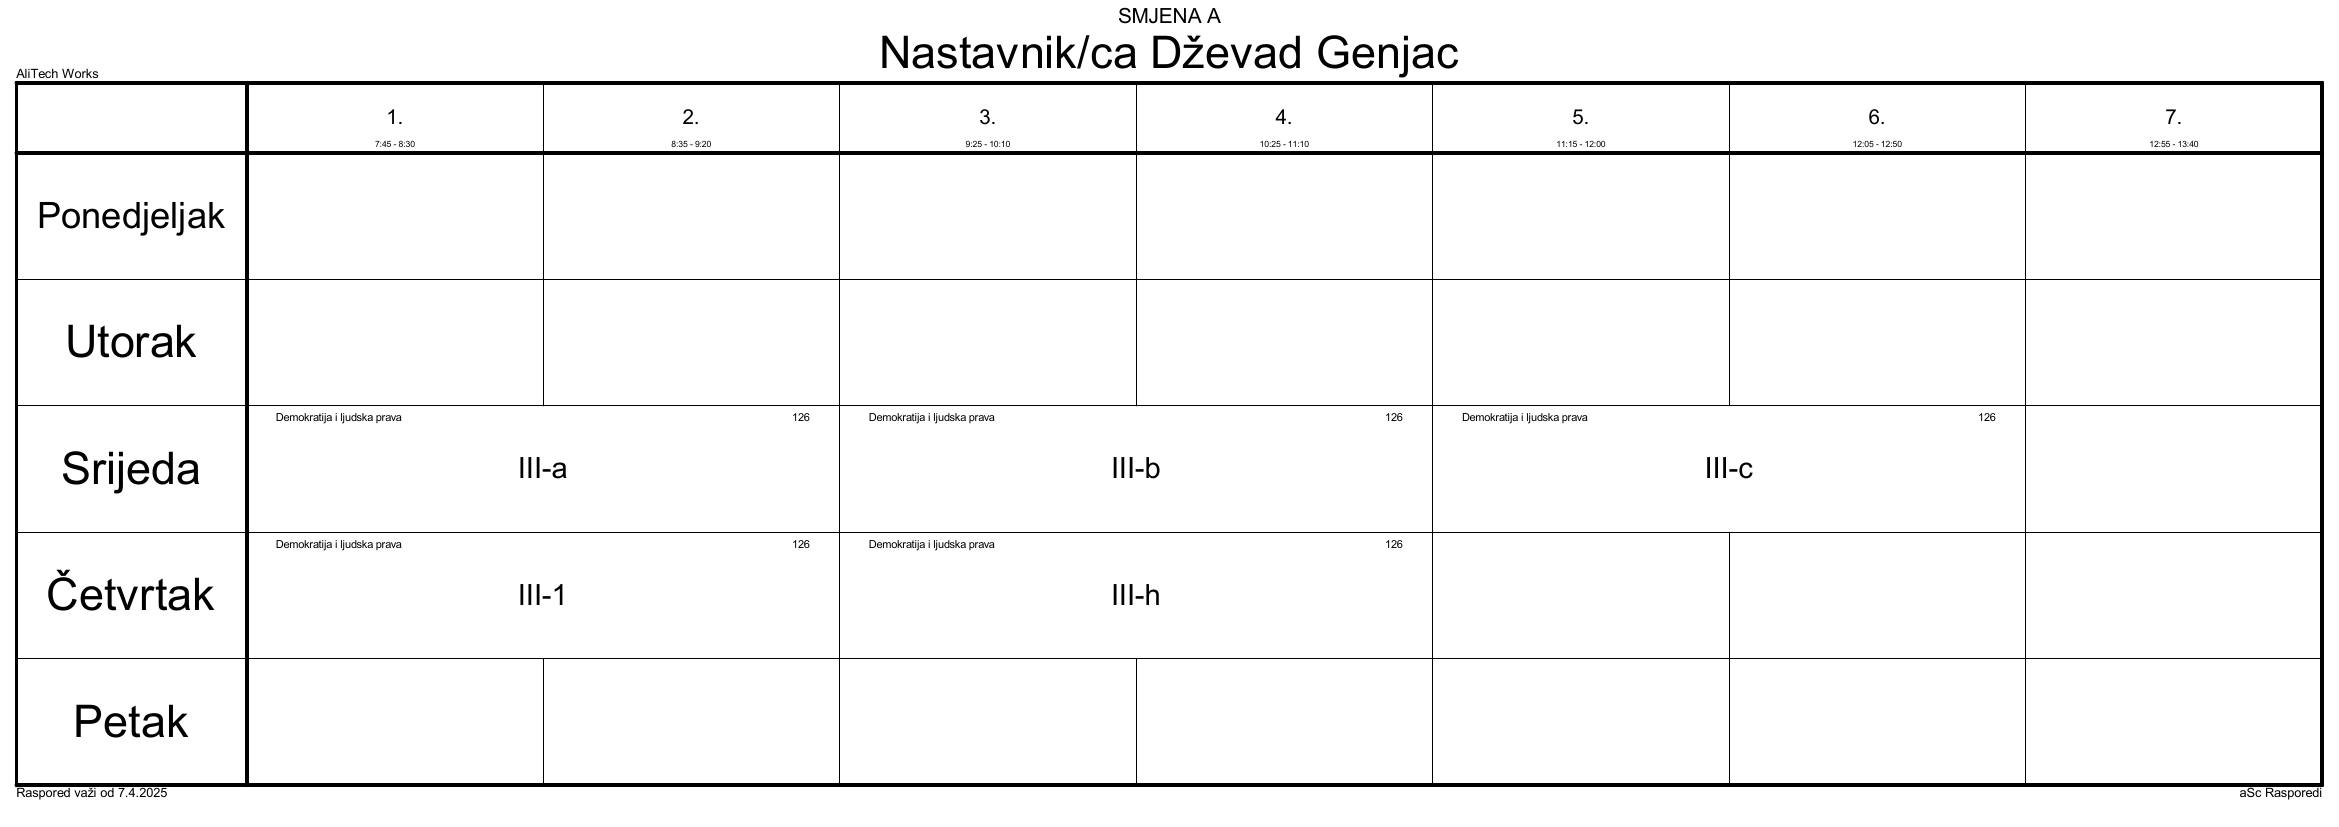 SMJENA A
Nastavnik/ca Dževad Genjac
AliTech Works
1. 2. 3. 4. 5. 6. 7.
7:45 - 8:30 8:35 - 9:20 9:25 - 10:10 10:25 - 11:10 11:15 - 12:00 12:05 - 12:50 12:55 - 13:40
Ponedjeljak
Utorak
Demokratija i ljudska prava 126 Demokratija i ljudska prava 126 Demokratija i ljudska prava 126
Srijeda III-a III-b III-c
Demokratija i ljudska prava 126 Demokratija i ljudska prava 126
Četvrtak III-1 III-h
Petak
Raspored važi od 7.4.2025 aSc Rasporedi